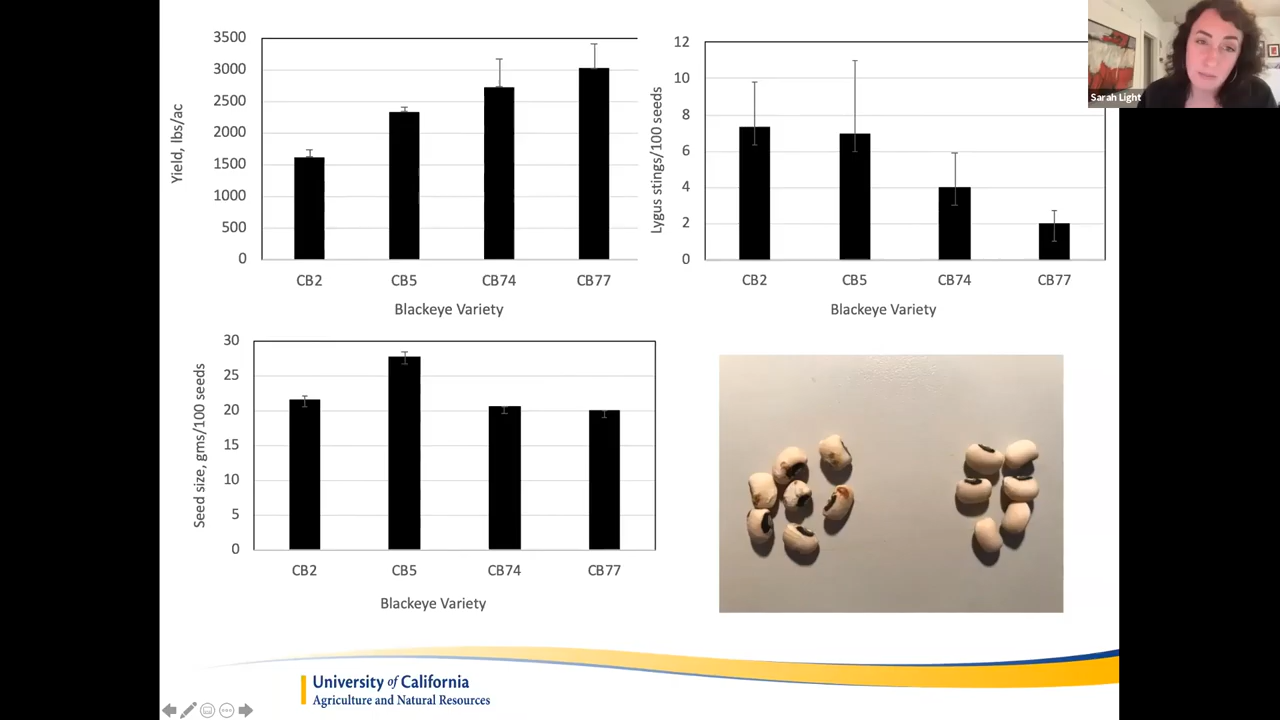 3500
3000
2500
2000
1500
1000
500
0
Yield, lbs/ac
CB2 CB5 CB74 CB77
Blackeye Variety
12
10
8
6
4
2
0
Lygus stings/100 seeds
CB2 CB5 CB74 CB77
Blackeye Variety
Sarah Light
30
25
20
15
10
5
0
Seed size, gms/100 seeds
CB2 CB5 CB74 CB77
Blackeye Variety
University of California
Agriculture and Natural Resources